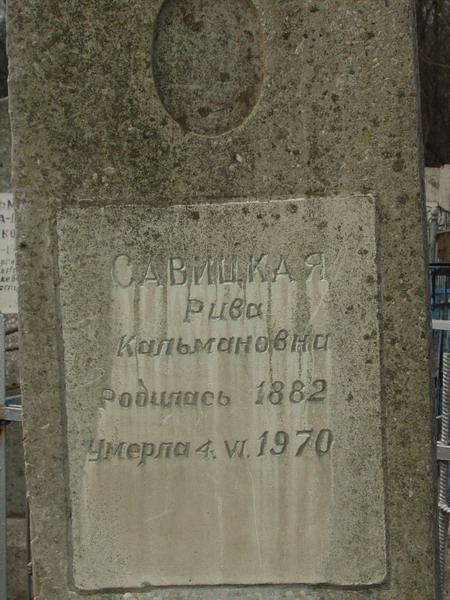 САВИЦКАЯ
Рива
Кальмановна
Родилась 1882
Умерла 4. VI. 1970